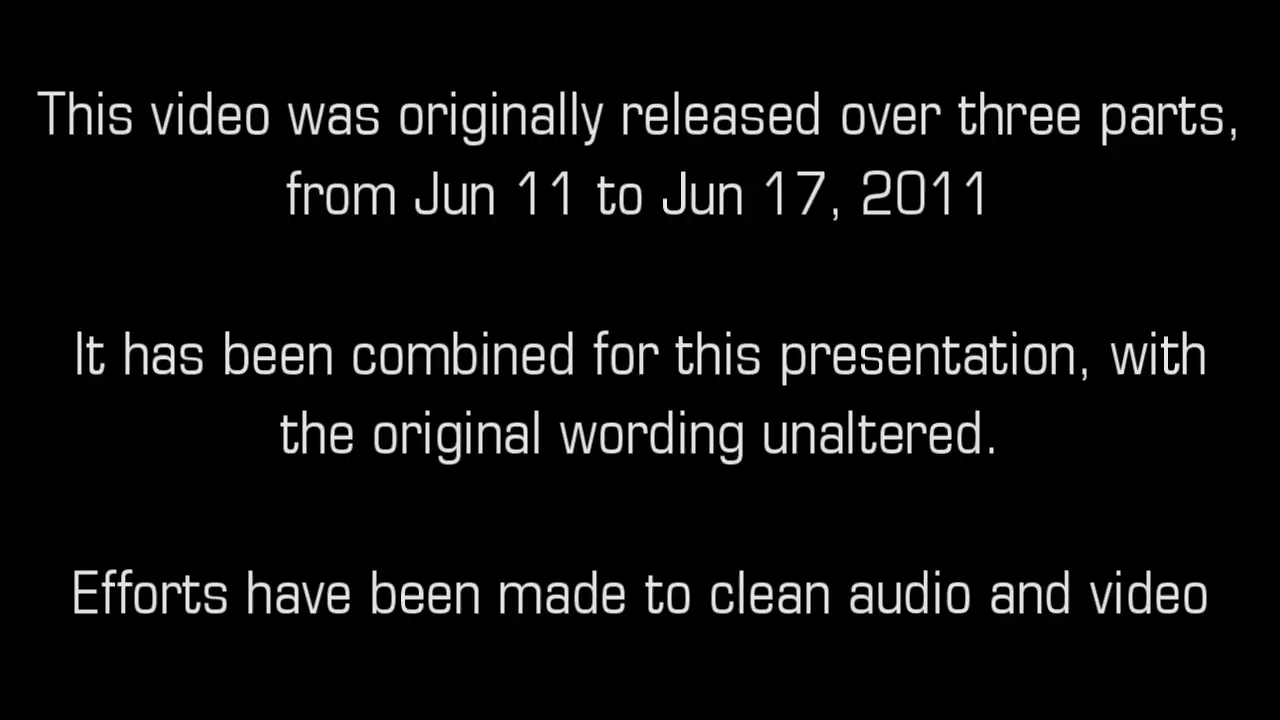 This video was originally released over three parts,
from Jun 11 to Jun 17, 2011
It has been combined for this presentation, with
the original wording unaltered.
Efforts have been made to clean audio and video